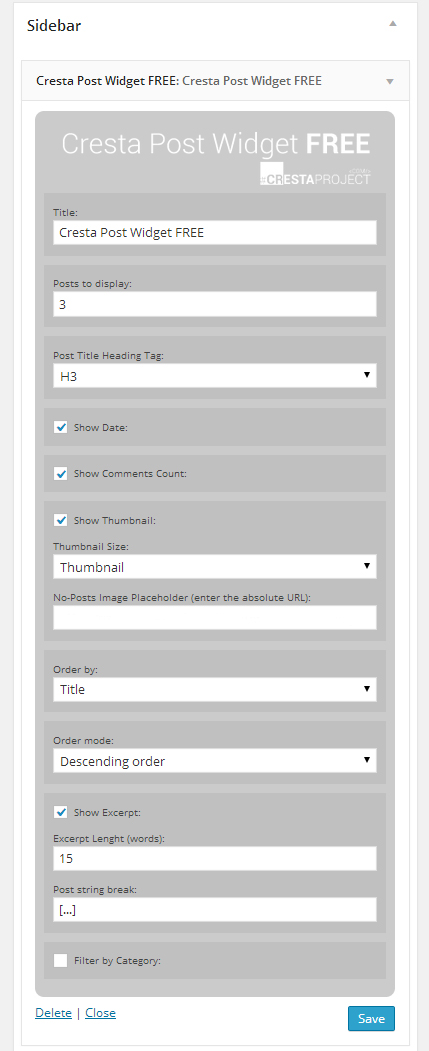 Sidebar
Cresta Post Widget FREE: Cresta Post Widget FREE
Cresta Post Widget FREE
CRESTAPROJECT
Title:
Cresta Post Widget FREE
Posts to display:
3
Post Title Heading Tag:
H3
Show Date:
Show Comments Count:
Show Thumbnail:
Thumbnail Size:
Thumbnail
No-Posts Image Placeholder (enter the absolute URL):
Order by:
Title
Order mode:
Descending order
Show Excerpt:
Excerpt Lenght (words):
15
Post string break:
[...]
Filter by Category:
Delete | Close
Save